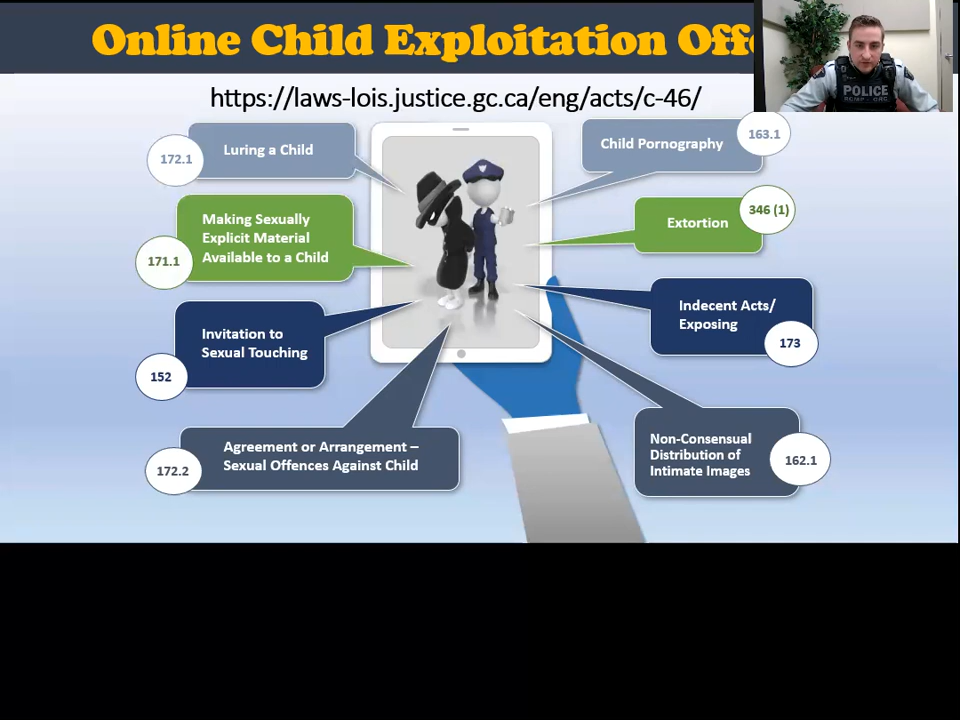 Online Child Exploitation Off
https://laws-lois.justice.gc.ca/eng/acts/c-46/
POLICE
RCMP · GRC
172.1
Luring a Child
Child Pornography
163.1
Making Sexually
Explicit Material
Available to a Child
171.1
Extortion
346 (1)
Invitation to
Sexual Touching
152
Indecent Acts/
Exposing
173
Agreement or Arrangement –
Sexual Offences Against Child
172.2
Non-Consensual
Distribution of
Intimate Images
162.1